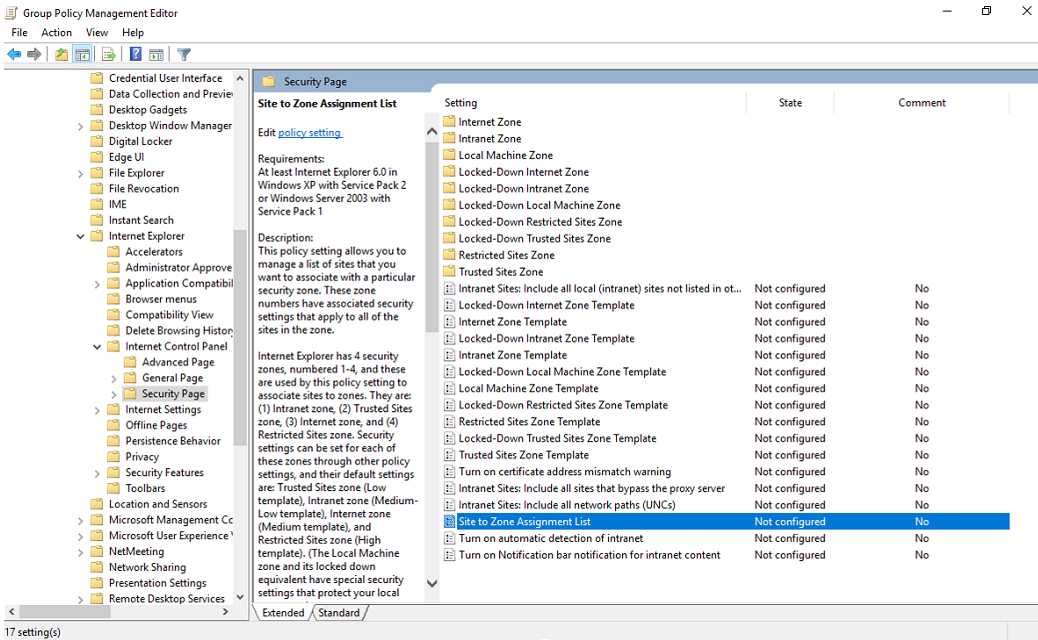 Group Policy Management Editor
File Action View Help
Credential User Interface
Data Collection and Preview
Desktop Gadgets
Desktop Window Manager
Digital Locker
Edge UI
File Explorer
File Revocation
IME
Instant Search
Internet Explorer
Accelerators
Administrator Approve
Application Compatibil
Browser menus
Compatibility View
Delete Browsing History
Internet Control Panel
Advanced Page
General Page
Security Page
Internet Settings
Offline Pages
Persistence Behavior
Privacy
Security Features
Toolbars
Location and Sensors
Microsoft Management Co
Microsoft User Experience
NetMeeting
Network Sharing
Presentation Settings
Remote Desktop Services
Security Page
Site to Zone Assignment List
Edit policy setting
Requirements:
At least Internet Explorer 6.0 in
Windows XP with Service Pack 2
or Windows Server 2003 with
Service Pack 1
Description:
This policy setting allows you to
manage a list of sites that you
want to associate with a particular
security zone. These zone
numbers have associated security
settings that apply to all of the
sites in the zone.
Internet Explorer has 4 security
zones, numbered 1-4, and these
are used by this policy setting to
associate sites to zones. They are:
(1) Intranet zone, (2) Trusted Sites
zone, (3) Internet zone, and (4)
Restricted Sites zone. Security
settings can be set for each of
these zones through other policy
settings, and their default settings
are: Trusted Sites zone (Low
template), Intranet zone (Medium-
Low template), Internet zone
(Medium template), and
Restricted Sites zone (High
template). (The Local Machine
zone and its locked down
equivalent have special security
settings that protect your local
Setting State Comment
Internet Zone
Intranet Zone
Local Machine Zone
Locked-Down Internet Zone
Locked-Down Intranet Zone
Locked-Down Local Machine Zone
Locked-Down Restricted Sites Zone
Locked-Down Trusted Sites Zone
Restricted Sites Zone
Trusted Sites Zone
Intranet Sites: Include all local (intranet) sites not listed in ot... Not configured No
Locked-Down Internet Zone Template Not configured No
Internet Zone Template Not configured No
Locked-Down Intranet Zone Template Not configured No
Intranet Zone Template Not configured No
Locked-Down Local Machine Zone Template Not configured No
Local Machine Zone Template Not configured No
Locked-Down Restricted Sites Zone Template Not configured No
Restricted Sites Zone Template Not configured No
Locked-Down Trusted Sites Zone Template Not configured No
Trusted Sites Zone Template Not configured No
Turn on certificate address mismatch warning Not configured No
Intranet Sites: Include all sites that bypass the proxy server Not configured No
Intranet Sites: Include all network paths (UNCs) Not configured No
Site to Zone Assignment List Not configured No
Turn on automatic detection of intranet Not configured No
Turn on Notification bar notification for intranet content Not configured No
Extended Standard
17 setting(s)